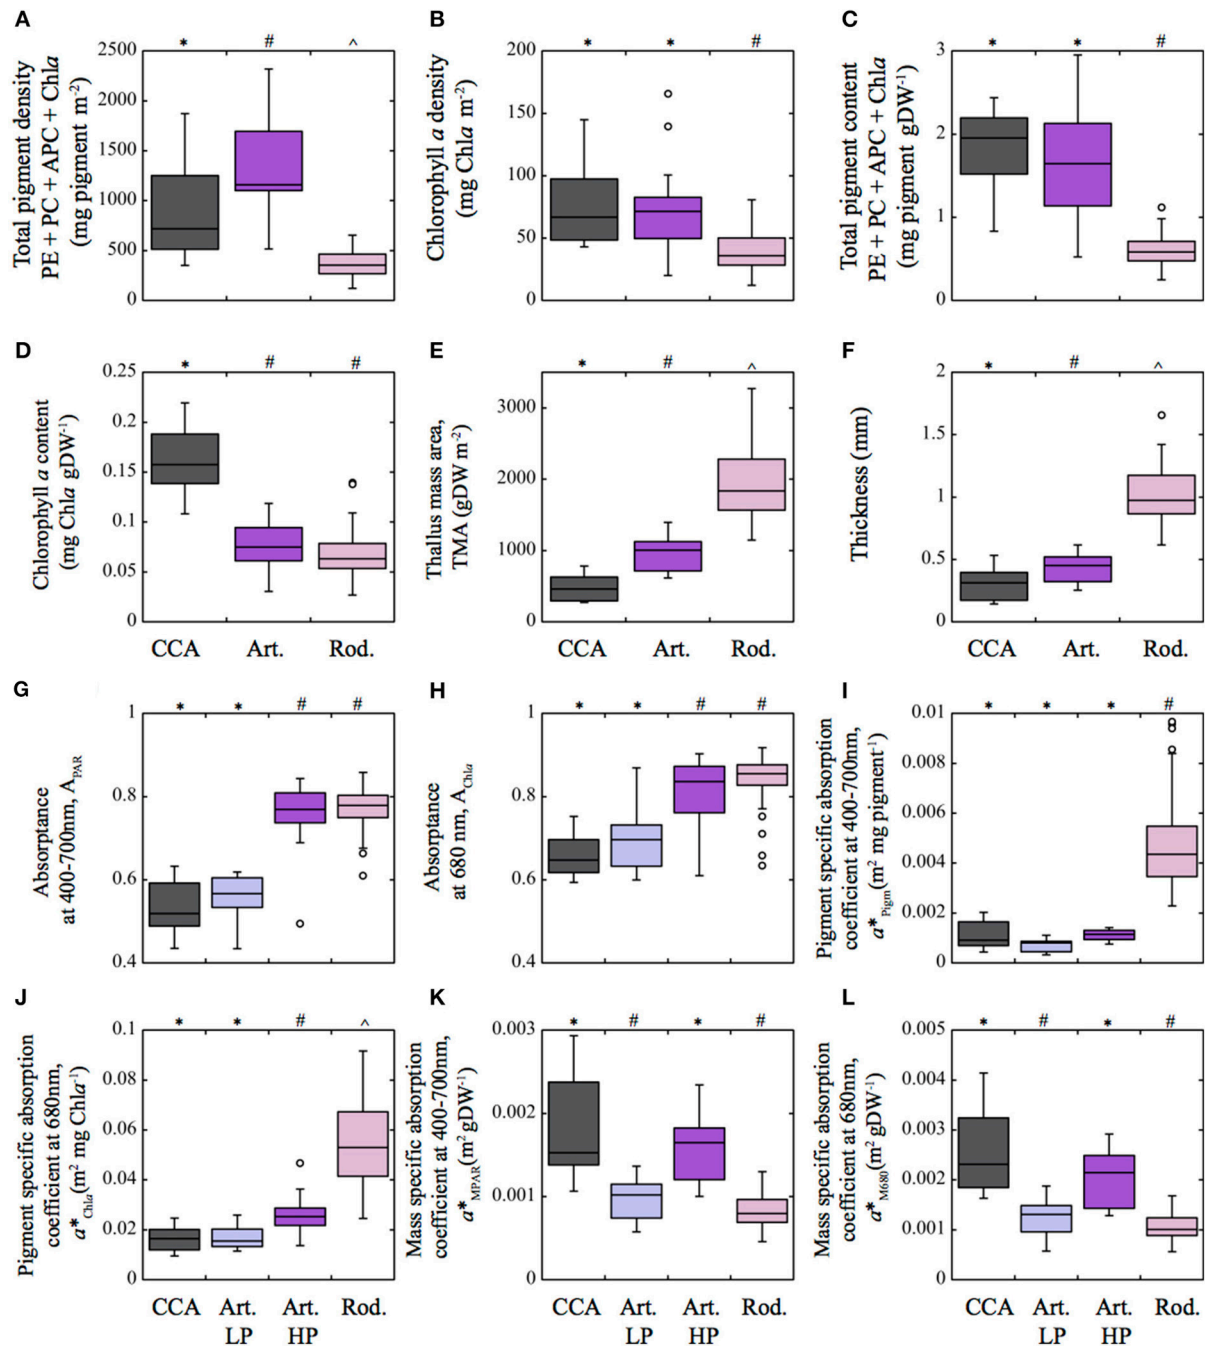 A
* # ^
Total pigment density
PE + PC + APC + Chla
(mg pigment m-2)
2500
2000
1500
1000
500
0
B
* * #
Chlorophyll a density
(mg Chla m-2)
200
150
100
50
0
C
* * #
Total pigment content
PE + PC + APC + Chla
(mg pigment gDW-1)
3
2
1
0
D
* # #
Chlorophyll a content
(mg Chla gDW-1)
0.25
0.2
0.15
0.1
0.05
0
CCA Art. Rod.
E
* # ^
Thallus mass area,
TMA (gDW m-2)
3000
2000
1000
0
CCA Art. Rod.
F
* # ^
Thickness (mm)
2
1.5
1
0.5
0
CCA Art. Rod.
G
* * # #
Absorptance
at 400-700nm, APAR
1
0.8
0.6
0.4
H
* * # #
Absorptance
at 680 nm, AChla
1
0.8
0.6
0.4
I
* * * #
Pigment specific absorption
coefficient at 400-700nm,
a*Pigm(m2 mg pigment-1)
0.01
0.008
0.006
0.004
0.002
0
J
* * # ^
Pigment specific absorption
coefficient at 680nm,
a*Chla(m2 mg Chla-1)
0.1
0.08
0.06
0.04
0.02
0
CCA Art. Art. Rod.
LP HP
K
* # * #
Mass specific absorption
coefficient at 400-700nm,
a*MPAR(m2 gDW-1)
0.003
0.002
0.001
0
CCA Art. Art. Rod.
LP HP
L
* # * #
Mass specific absorption
coefficient at 680nm,
a*M680(m2 gDW-1)
0.005
0.004
0.003
0.002
0.001
0
CCA Art. Art. Rod.
LP HP